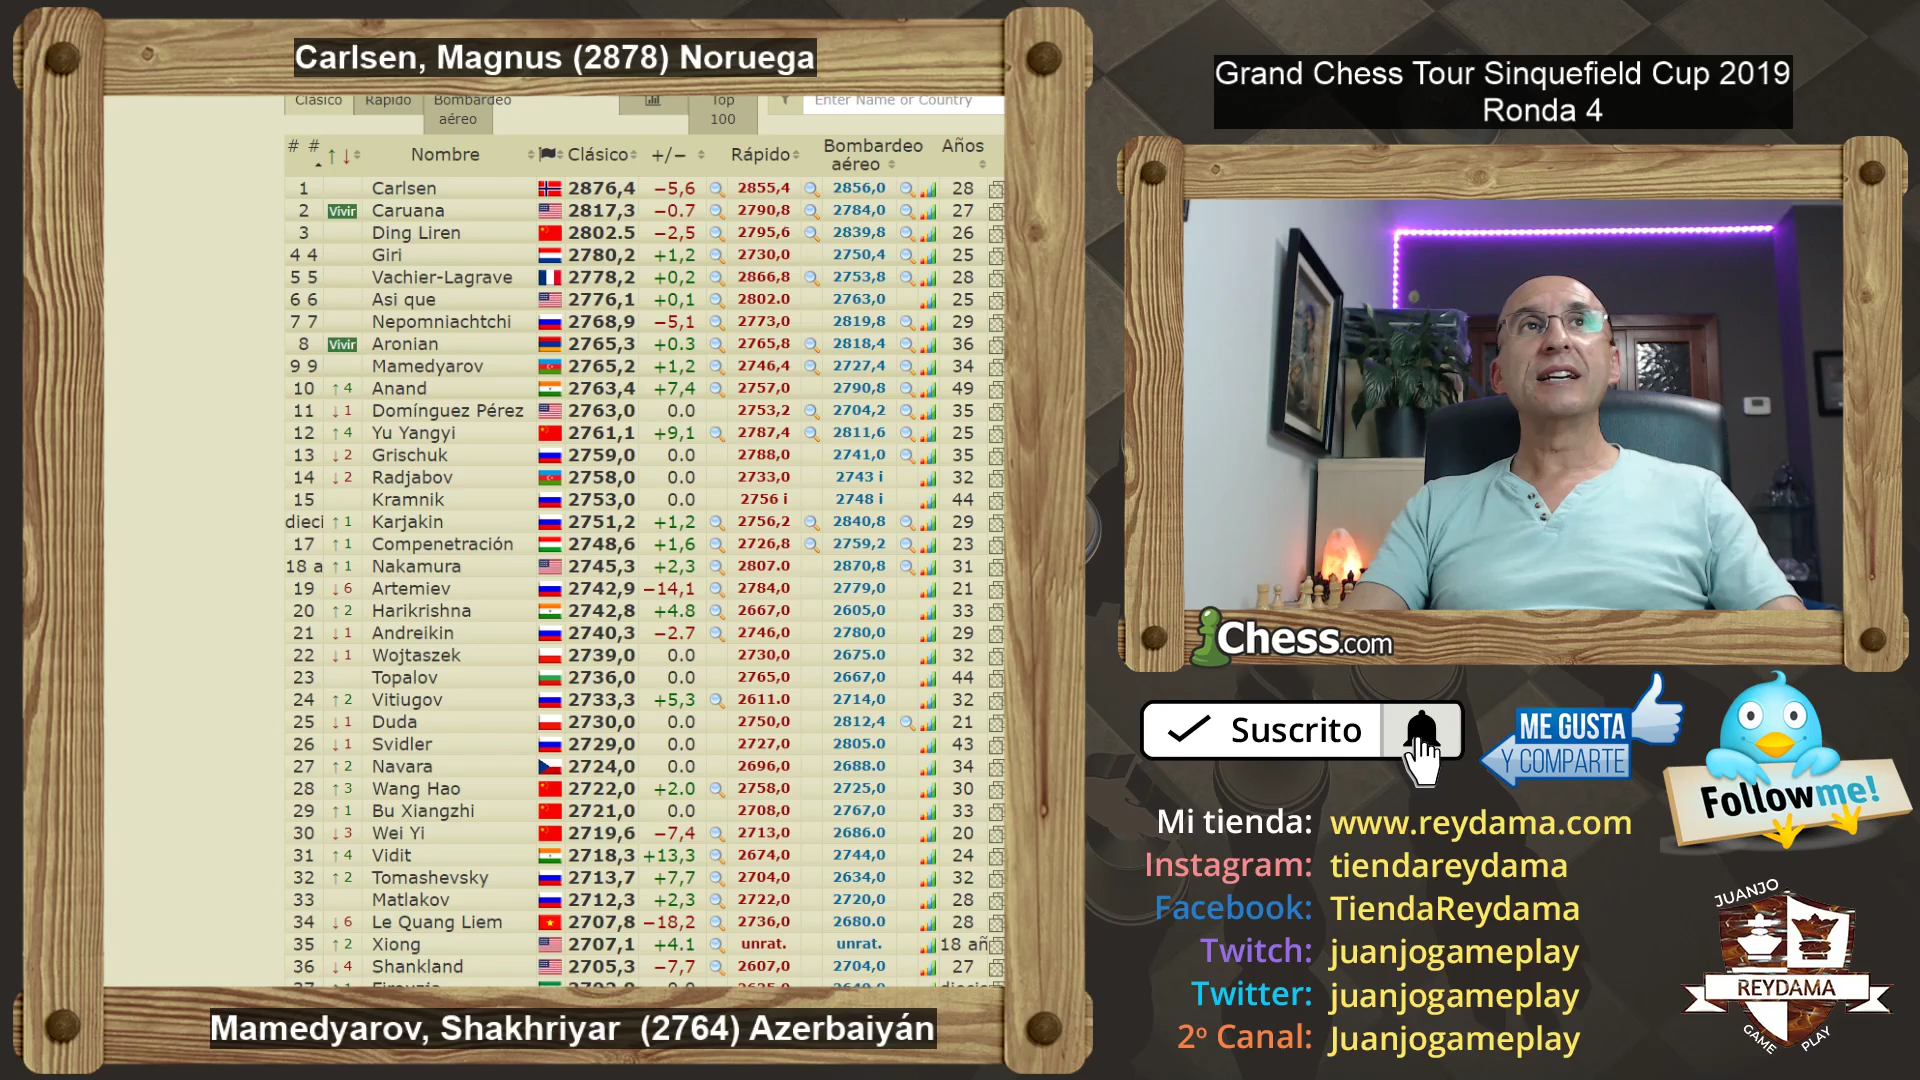 Carlsen, Magnus (2878) Noruega
Clásico Rápido Bombardeo aéreo Top 100 Enter Name or Country
# # ↑ ↓ Nombre Clásico +/− Rápido Bombardeo aéreo Años
1 Carlsen 2876,4 −5,6 2855,4 2856,0 28
2 Vivir Caruana 2817,3 −0.7 2790,8 2784,0 27
3 Ding Liren 2802.5 −2,5 2795,6 2839,8 26
4 4 Giri 2780,2 +1,2 2730,0 2750,4 25
5 5 Vachier-Lagrave 2778,2 +0,2 2866,8 2753,8 28
6 6 Asi que 2776,1 +0,1 2802.0 2763,0 25
7 7 Nepomniachtchi 2768,9 −5,1 2773,0 2819,8 29
8 Vivir Aronian 2765,3 +0.3 2765,8 2818,4 36
9 9 Mamedyarov 2765,2 +1,2 2746,4 2727,4 34
10 ↑ 4 Anand 2763,4 +7,4 2757,0 2790,8 49
11 ↓ 1 Domínguez Pérez 2763,0 0.0 2753,2 2704,2 35
12 ↑ 4 Yu Yangyi 2761,1 +9,1 2787,4 2811,6 25
13 ↓ 2 Grischuk 2759,0 0.0 2788,0 2741,0 35
14 ↓ 2 Radjabov 2758,0 0.0 2733,0 2743 i 32
15 Kramnik 2753,0 0.0 2756 i 2748 i 44
dieci ↑ 1 Karjakin 2751,2 +1,2 2756,2 2840,8 29
17 ↑ 1 Compenetración 2748,6 +1,6 2726,8 2759,2 23
18 a ↑ 1 Nakamura 2745,3 +2,3 2807.0 2870,8 31
19 ↓ 6 Artemiev 2742,9 −14,1 2784,0 2779,0 21
20 ↑ 2 Harikrishna 2742,8 +4.8 2667,0 2605,0 33
21 ↓ 1 Andreikin 2740,3 −2.7 2746,0 2780,0 29
22 ↓ 1 Wojtaszek 2739,0 0.0 2730,0 2675.0 32
23 Topalov 2736,0 0.0 2765,0 2667,0 44
24 ↑ 2 Vitiugov 2733,3 +5,3 2611.0 2714,0 32
25 ↓ 1 Duda 2730,0 0.0 2750,0 2812,4 21
26 ↓ 1 Svidler 2729,0 0.0 2727,0 2805.0 43
27 ↑ 2 Navara 2724,0 0.0 2696,0 2688.0 34
28 ↑ 3 Wang Hao 2722,0 +2.0 2758,0 2725,0 30
29 ↑ 1 Bu Xiangzhi 2721,0 0.0 2708,0 2767,0 33
30 ↓ 3 Wei Yi 2719,6 −7,4 2713,0 2686.0 20
31 ↑ 4 Vidit 2718,3 +13,3 2674,0 2744,0 24
32 ↑ 2 Tomashevsky 2713,7 +7,7 2704,0 2634,0 32
33 Matlakov 2712,3 +2,3 2722,0 2720,0 28
34 ↓ 6 Le Quang Liem 2707,8 −18,2 2736,0 2680.0 28
35 ↑ 2 Xiong 2707,1 +4.1 unrat. unrat. 18 añ
36 ↓ 4 Shankland 2705,3 −7,7 2607,0 2704,0 27
Mamedyarov, Shakhriyar (2764) Azerbaiyán
Grand Chess Tour Sinquefield Cup 2019
Ronda 4
Chess.com
Suscrito
ME GUSTA
Y COMPARTE
Followme!
Mi tienda: www.reydama.com
Instagram: tiendareydama
Facebook: TiendaReydama
Twitch: juanjogameplay
Twitter: juanjogameplay
2º Canal: Juanjogameplay
JUANJO
REYDAMA
GAME PLAY